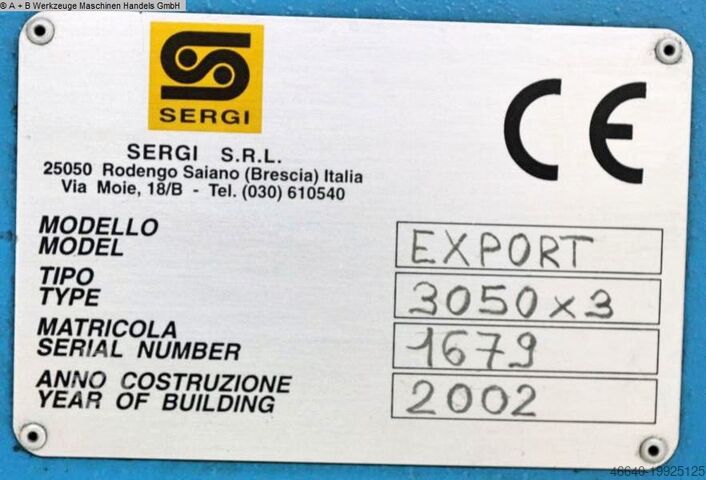 ® A + B Werkzeuge Maschinen Handels GmbH
SERGI
CE
SERGI S.R.L.
25050 Rodengo Saiano (Brescia) Italia
Via Moie, 18/B - Tel. (030) 610540
MODELLO
MODEL EXPORT
TIPO
TYPE 3050x3
MATRICOLA
SERIAL NUMBER 1679
ANNO COSTRUZIONE
YEAR OF BUILDING 2002
46640-19925125